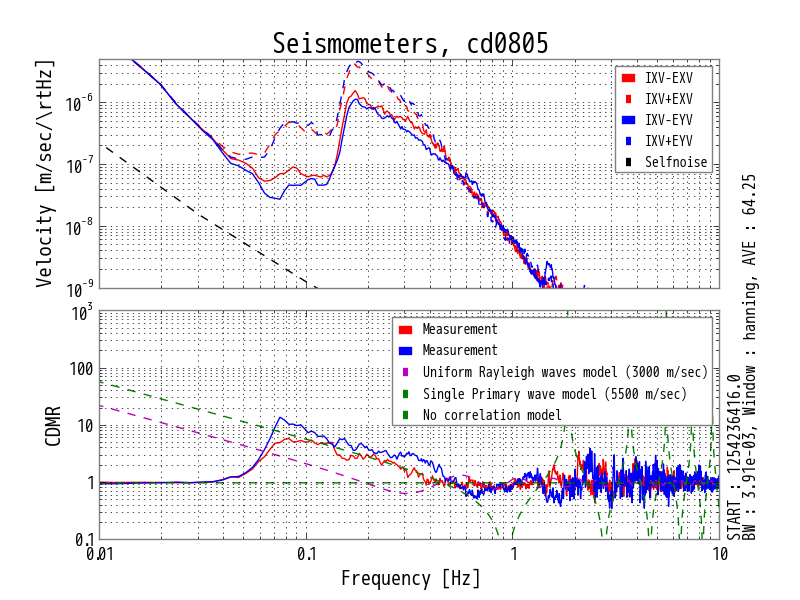 Seismometers, cd0805
Velocity [m/sec/\rtHz]
10^-6
10^-7
10^-8
10^-9
IXV-EXV
IXV+EXV
IXV-EYV
IXV+EYV
Selfnoise
CDMR
10^3
100
10
1
0.1
Measurement
Measurement
Uniform Rayleigh waves model (3000 m/sec)
Single Primary wave model (5500 m/sec)
No correlation model
0.01
0.1
1
10
Frequency [Hz]
START : 1254236416.0
BW : 3.91e-03, Window : hanning, AVE : 64.25